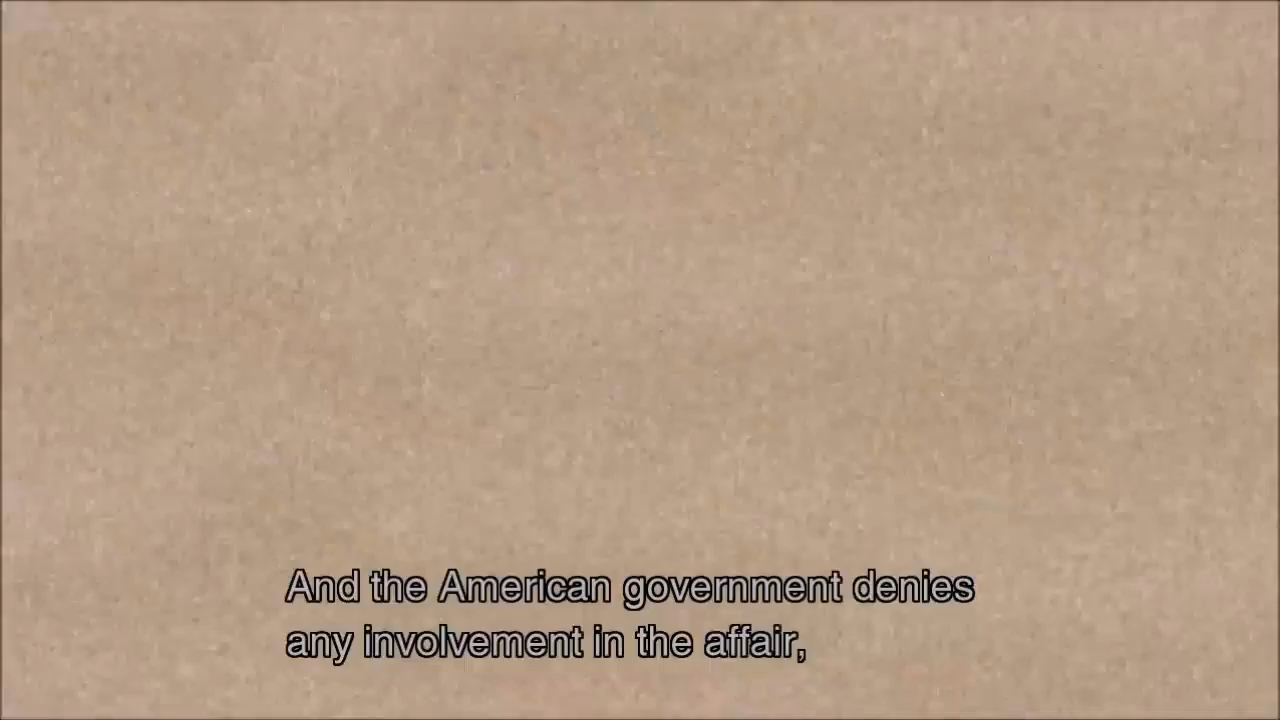 And the American government denies
any involvement in the affair,